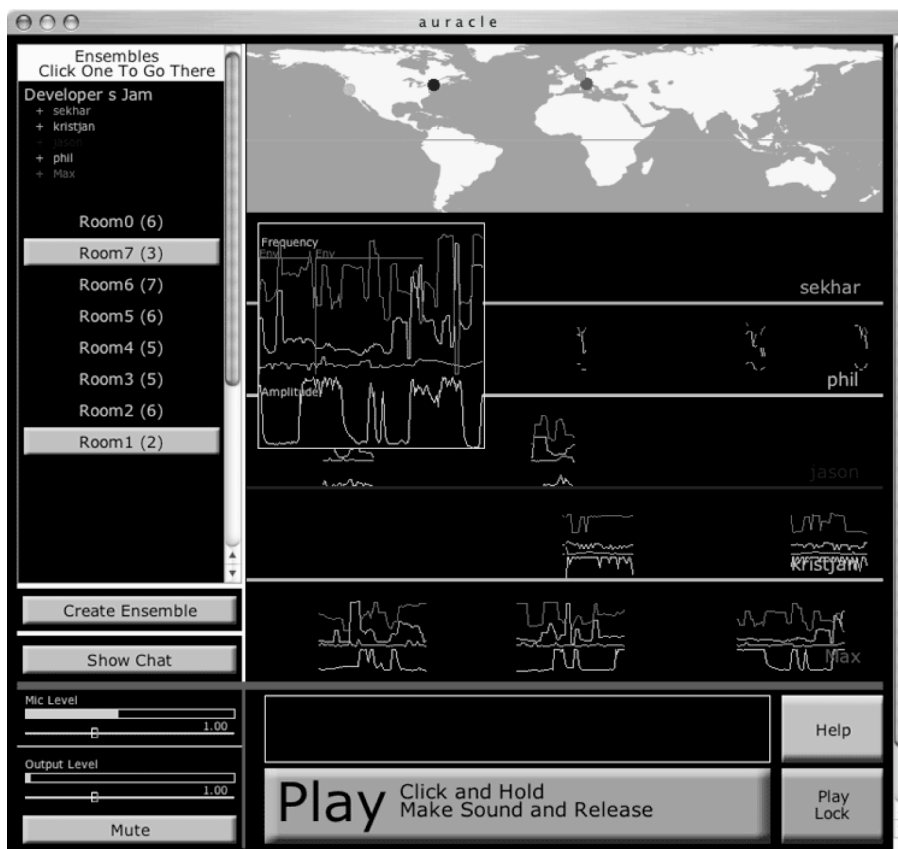 auracle
Ensembles
Click One To Go There
Developer s Jam
+ sekhar
+ kristjan
- jason
+ phil
+ Max
Room0 (6)
Room7 (3)
Room6 (7)
Room5 (6)
Room4 (5)
Room3 (5)
Room2 (6)
Room1 (2)
Create Ensemble
Show Chat
Mic Level
1.00
Output Level
1.00
Mute
Frequency
Env Env
Amplitude
sekhar
phil
jason
kristjan
Max
Play
Click and Hold
Make Sound and Release
Help
Play
Lock